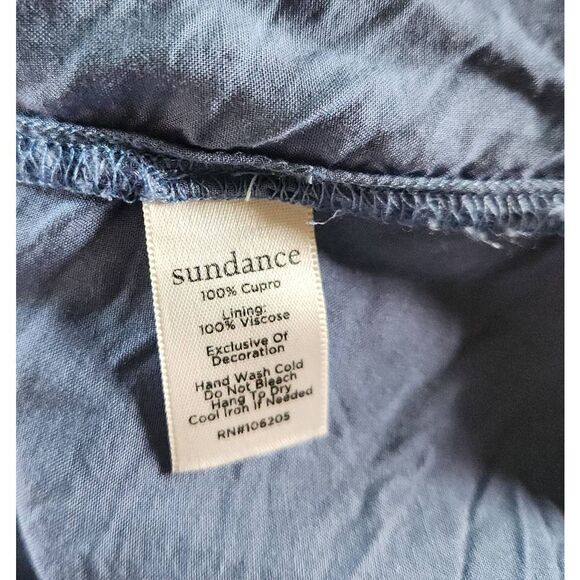 sundance
100% Cupro
Lining:
100% Viscose
Exclusive Of
Decoration
Hand Wash Cold
Do Not Bleach
Hang To Dry
Cool Iron If Needed
RN#106205